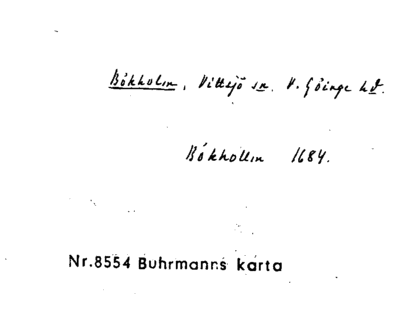 Bökholm, Vittsjö sn. V. Göinge hd.
Bökhollm 1684.
Nr.8554 Buhrmanns karta